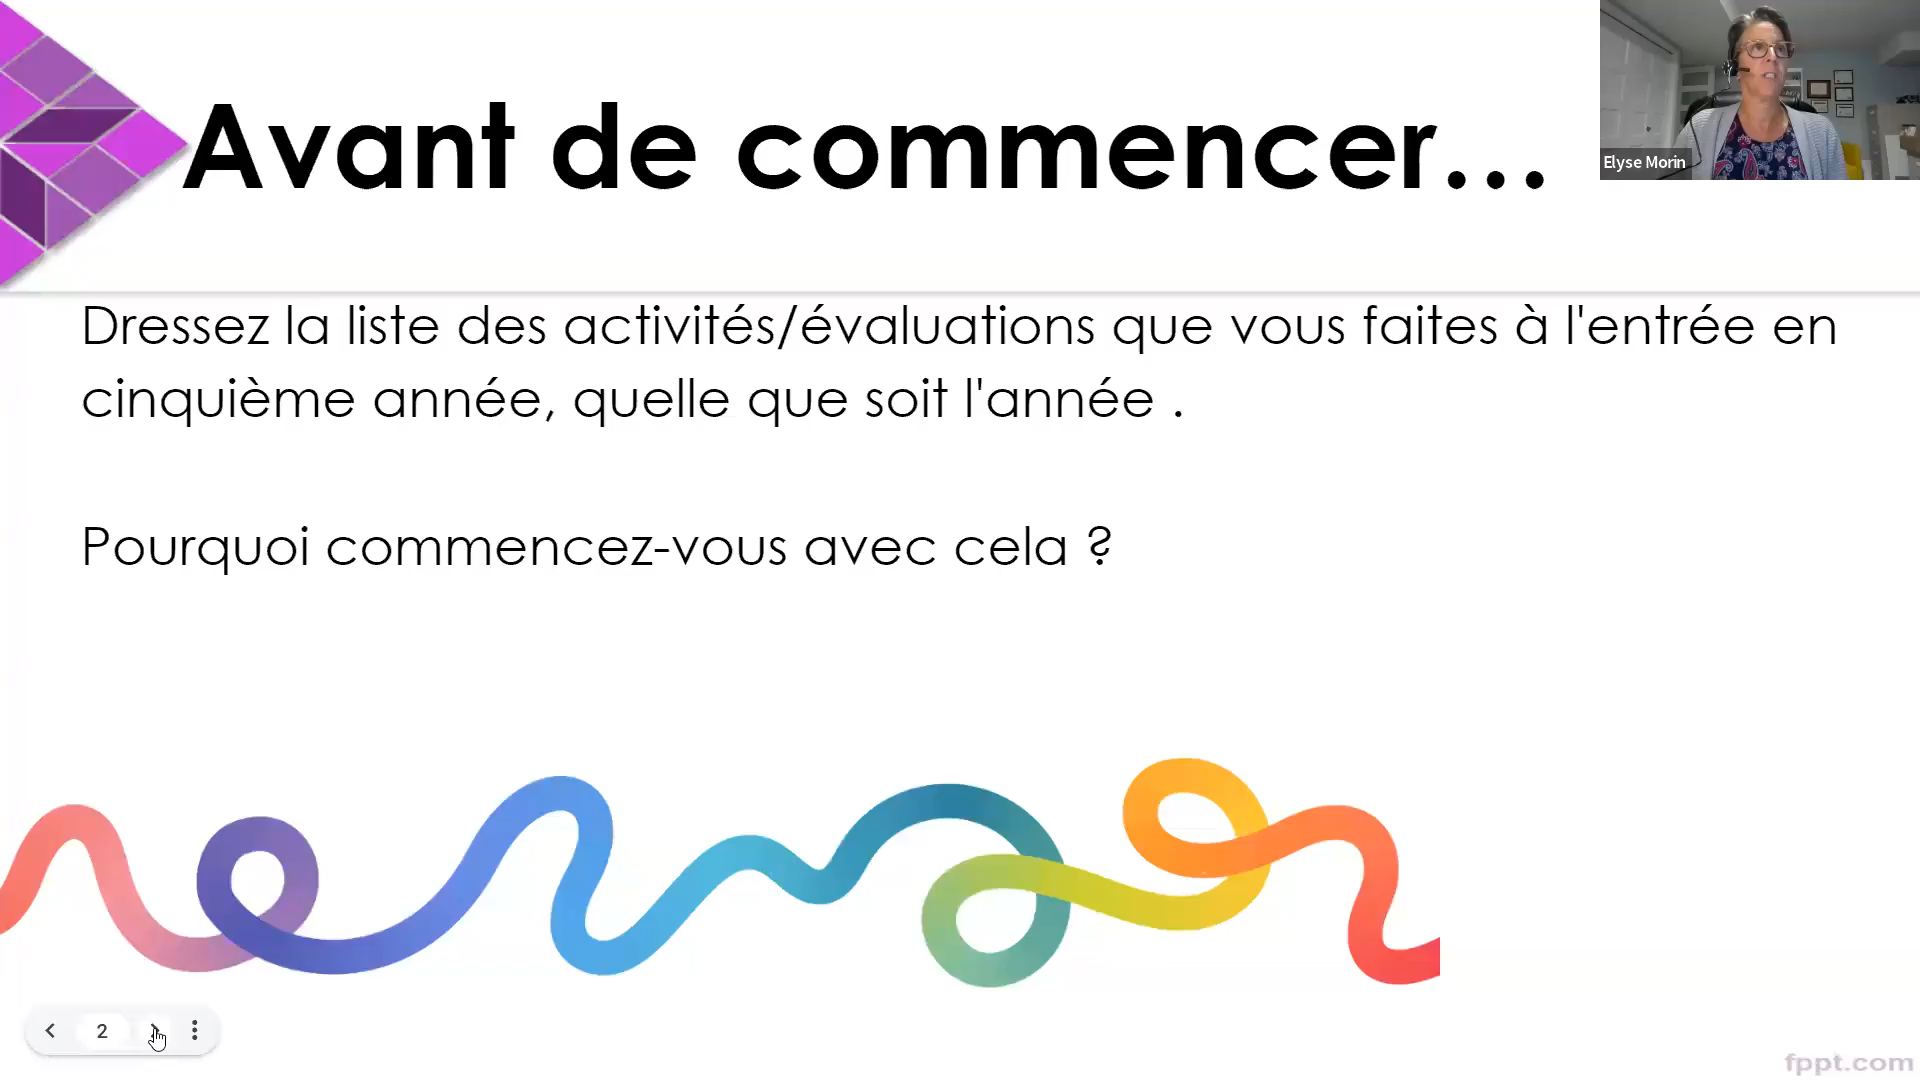 Avant de commencer...
Elyse Morin
Dressez la liste des activités/évaluations que vous faites à l'entrée en
cinquième année, quelle que soit l'année .
Pourquoi commencez-vous avec cela ?
2
fppt.com